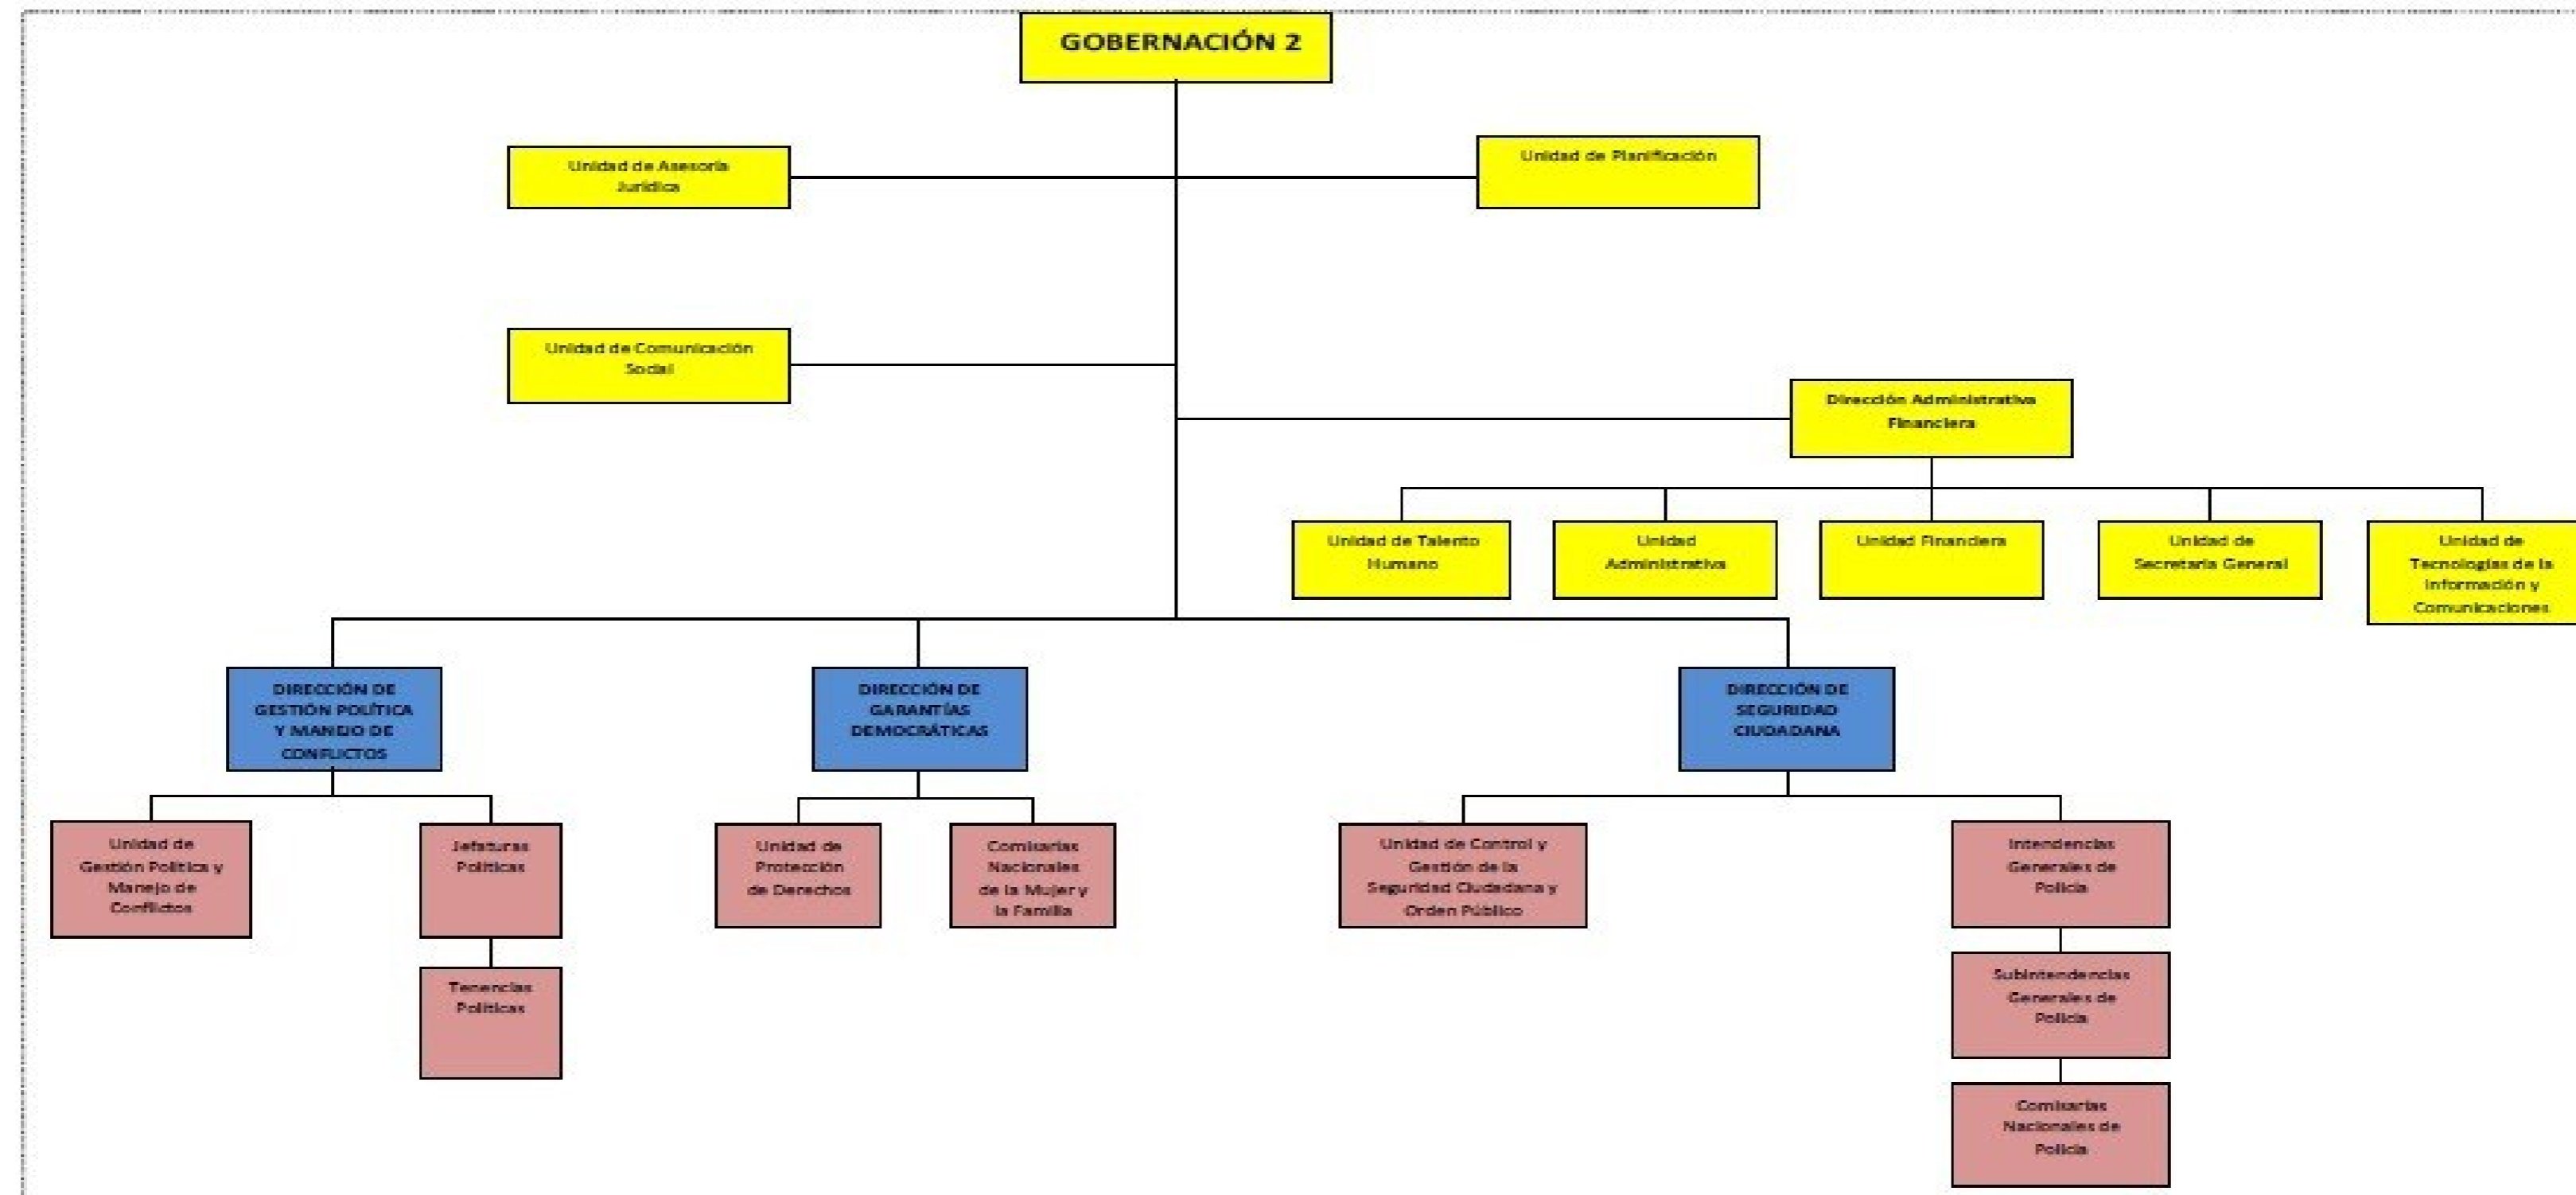 GOBERNACIÓN 2
Unidad de Asesoría
Jurídica
Unidad de Planificación
Unidad de Comunicación
Social
Dirección Administrativa
Financiera
Unidad de Talento
Humano
Unidad
Administrativa
Unidad Financiera
Unidad de
Secretaría General
Unidad de
Tecnologías de la
Información y
Comunicaciones
DIRECCIÓN DE
GESTIÓN POLÍTICA
Y MANEJO DE
CONFLICTOS
DIRECCIÓN DE
GARANTÍAS
DEMOCRÁTICAS
DIRECCIÓN DE
SEGURIDAD
CIUDADANA
Unidad de
Gestión Política y
Manejo de
Conflictos
Jefaturas
Políticas
Unidad de
Protección
de Derechos
Comisarías
Nacionales
de la Mujer y
la Familia
Unidad de Control y
Gestión de la
Seguridad Ciudadana y
Orden Público
Intendencias
Generales de
Policía
Tenencias
Políticas
Subintendencias
Generales de
Policía
Comisarías
Nacionales de
Policía